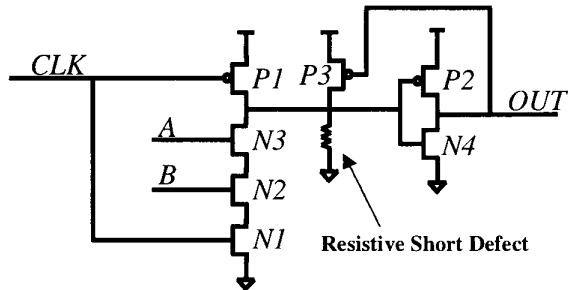 CLK
P1
P3
P2
OUT
A
N3
N4
B
N2
N1
Resistive Short Defect